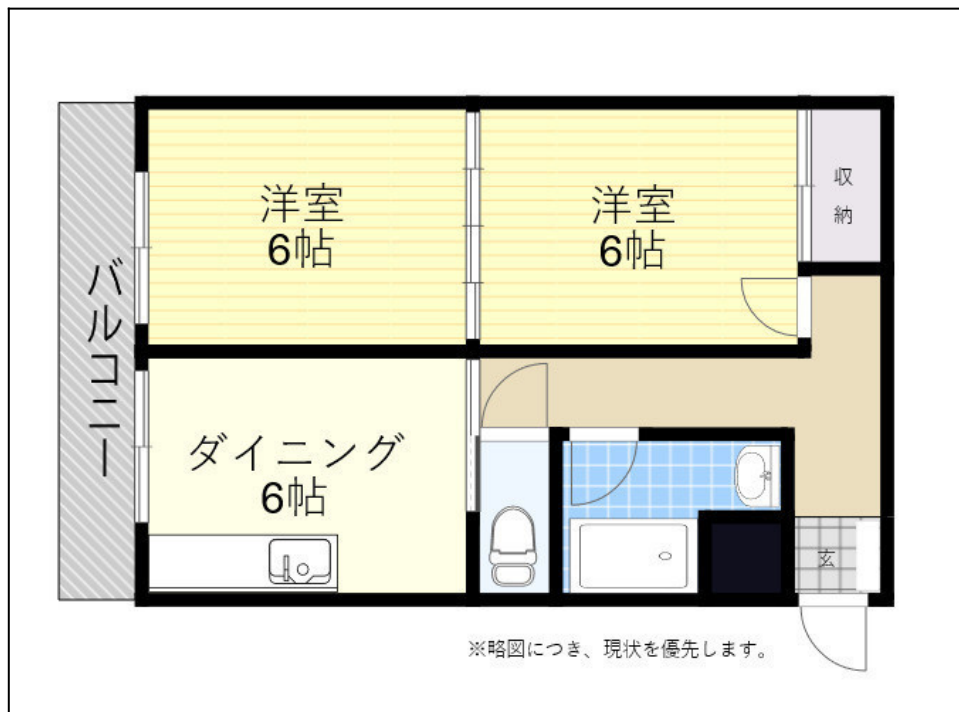 洋室
6帖
洋室
6帖
収
納
バルコニー
ダイニング
6帖
玄
※略図につき、現状を優先します。